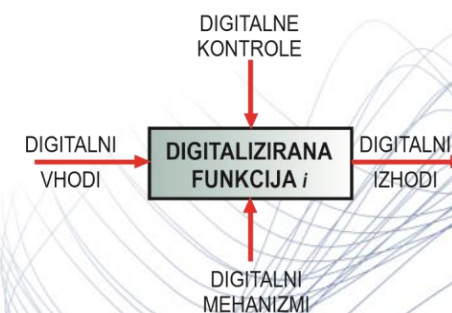 DIGITALNE
KONTROLE
DIGITALNI
VHODI
DIGITALIZIRANA
FUNKCIJA i
DIGITALNI
IZHODI
DIGITALNI
MEHANIZMI